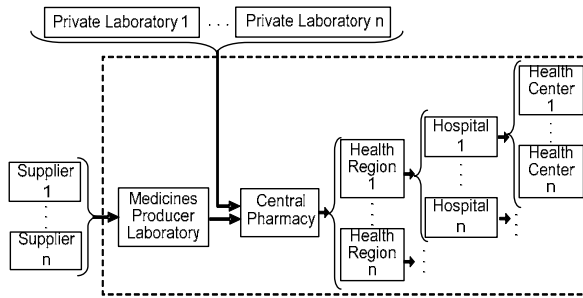 Private Laboratory 1 . . . Private Laboratory n
Health
Center
1
Health
Center
n
Hospital
1
Hospital
n
Health
Region
1
Health
Region
n
Supplier
1
Supplier
n
Medicines
Producer
Laboratory
Central
Pharmacy